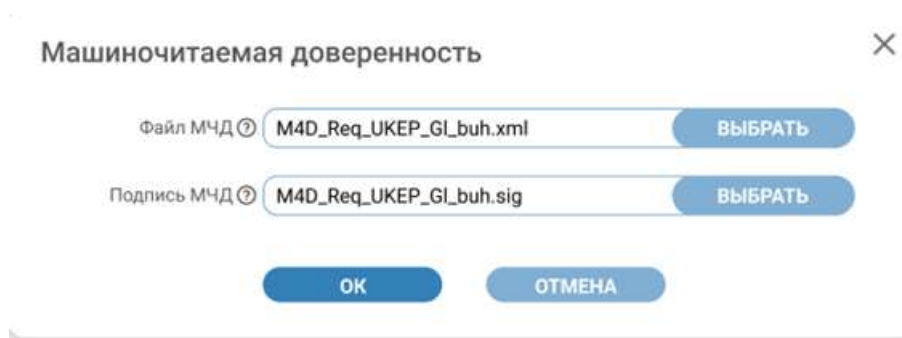 Машиночитаемая доверенность
Файл МЧД M4D_Req_UKEP_Gl_buh.xml ВЫБРАТЬ
Подпись МЧД M4D_Req_UKEP_Gl_buh.sig ВЫБРАТЬ
ОК ОТМЕНА